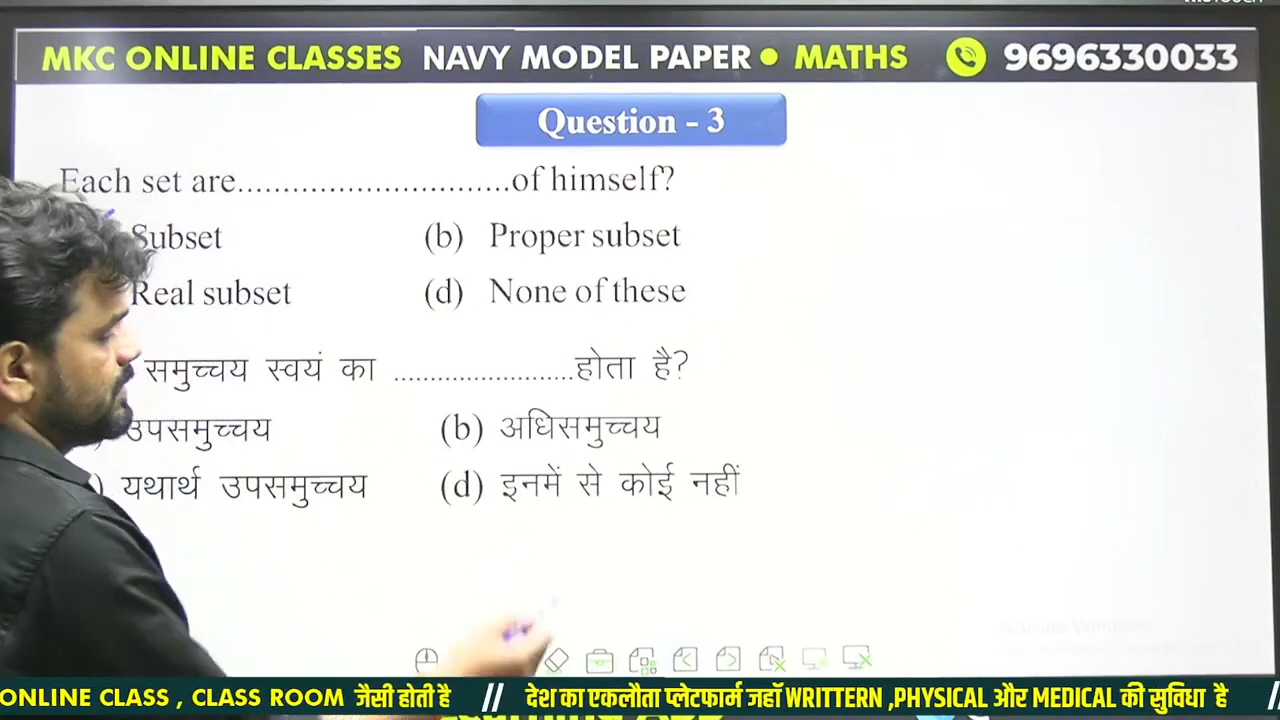 MKC ONLINE CLASSES NAVY MODEL PAPER • MATHS 9696330033
Question - 3
Each set are..............................of himself?
Subset (b) Proper subset
Real subset (d) None of these
समुच्चय स्वयं का ........................होता है?
उपसमुच्चय (b) अधिसमुच्चय
) यथार्थ उपसमुच्चय (d) इनमें से कोई नहीं
ONLINE CLASS , CLASS ROOM जैसी होती है // देश का एकलौता प्लेटफार्म जहाँ WRITTERN ,PHYSICAL और MEDICAL की सुविधा है //